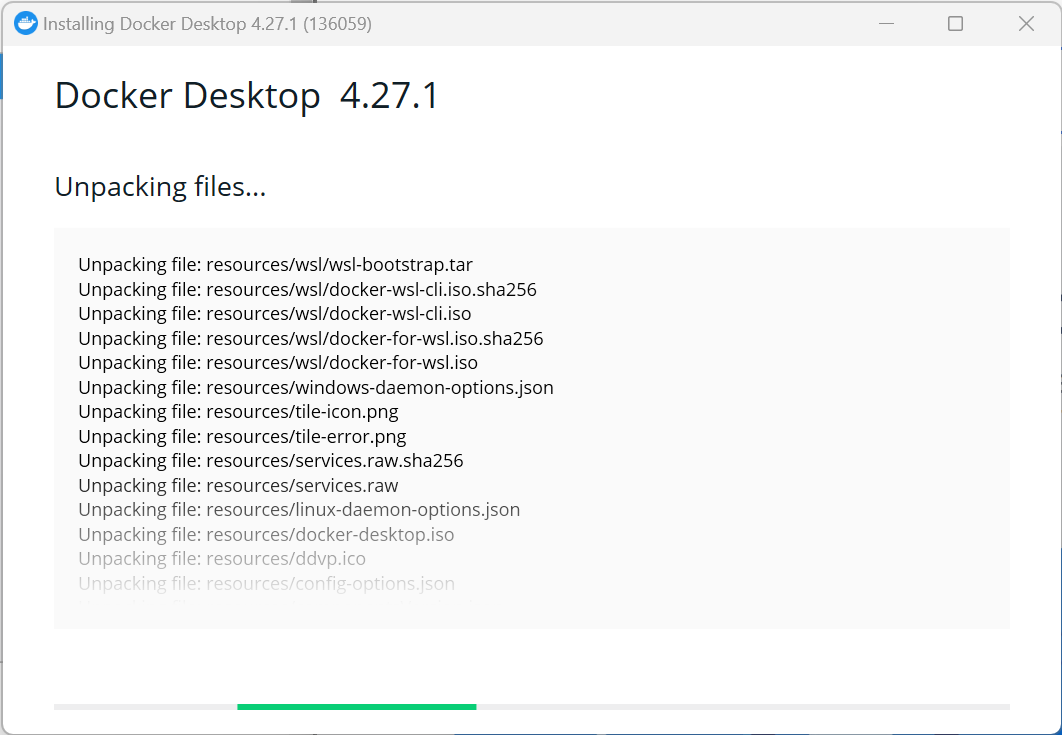 Installing Docker Desktop 4.27.1 (136059)
Docker Desktop 4.27.1
Unpacking files...
Unpacking file: resources/wsl/wsl-bootstrap.tar
Unpacking file: resources/wsl/docker-wsl-cli.iso.sha256
Unpacking file: resources/wsl/docker-wsl-cli.iso
Unpacking file: resources/wsl/docker-for-wsl.iso.sha256
Unpacking file: resources/wsl/docker-for-wsl.iso
Unpacking file: resources/windows-daemon-options.json
Unpacking file: resources/tile-icon.png
Unpacking file: resources/tile-error.png
Unpacking file: resources/services.raw.sha256
Unpacking file: resources/services.raw
Unpacking file: resources/linux-daemon-options.json
Unpacking file: resources/docker-desktop.iso
Unpacking file: resources/ddvp.ico
Unpacking file: resources/config-options.json